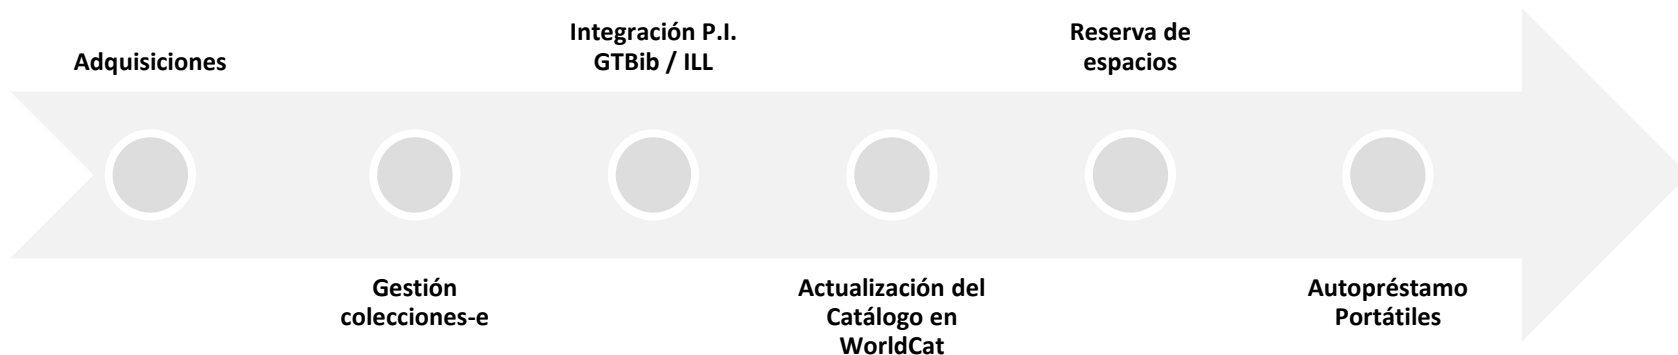 Adquisiciones
Gestión
colecciones-e
Integración P.I.
GTBib / ILL
Actualización del
Catálogo en
WorldCat
Reserva de
espacios
Autopréstamo
Portátiles